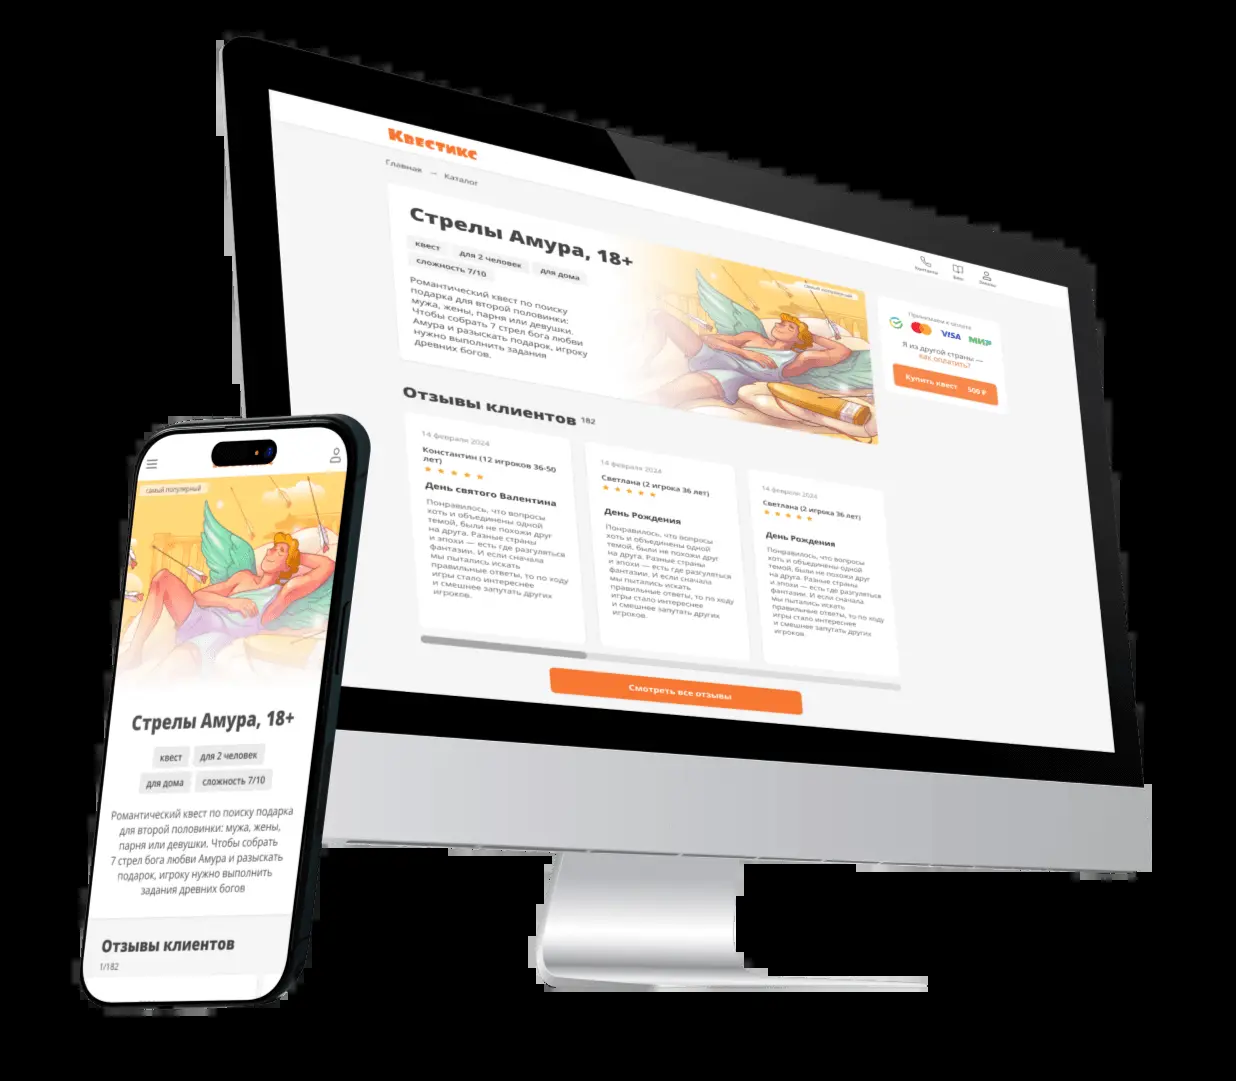 Квестикс
Главная → Каталог
Контакты
Блог
Стрелы Амура, 18+
квест
для 2 человек
для дома
сложность 7/10
Романтический квест по поиску
подарка для второй половинки:
мужа, жены, парня или девушки.
Чтобы собрать 7 стрел бога любви
Амура и разыскать подарок, игроку
нужно выполнить задания
древних богов.
самый популярный
Принимаем к оплате
VISA
МИР
Я из другой страны —
как оплатить?
Купить квест 500 ₽
Отзывы клиентов 182
14 февраля 2024
Константин (12 игроков 36-50
лет)
День святого Валентина
Понравилось, что вопросы
хоть и объединены одной
темой, были не похожи друг
на друга. Разные страны
и эпохи — есть где разгуляться
фантазии. И если сначала
мы пытались искать
правильные ответы, то по ходу
игры стало интереснее
и смешнее запутать других
игроков.
14 февраля 2024
Светлана (2 игрока 36 лет)
День Рождения
Понравилось, что вопросы
хоть и объединены одной
темой, были не похожи друг
на друга. Разные страны
и эпохи — есть где разгуляться
фантазии. И если сначала
мы пытались искать
правильные ответы, то по ходу
игры стало интереснее
и смешнее запутать других
игроков.
14 февраля 2024
Светлана (2 игрока 36 лет)
День Рождения
Понравилось, что вопросы
хоть и объединены одной
темой, были не похожи друг
на друга. Разные страны
и эпохи — есть где разгуляться
фантазии. И если сначала
мы пытались искать
правильные ответы, то по ходу
игры стало интереснее
и смешнее запутать других
игроков.
Смотреть все отзывы
самый популярный
Стрелы Амура, 18+
квест
для 2 человек
для дома
сложность 7/10
Романтический квест по поиску подарка
для второй половинки: мужа, жены,
парня или девушки. Чтобы собрать
7 стрел бога любви Амура и разыскать
подарок, игроку нужно выполнить
задания древних богов
Отзывы клиентов
1/182